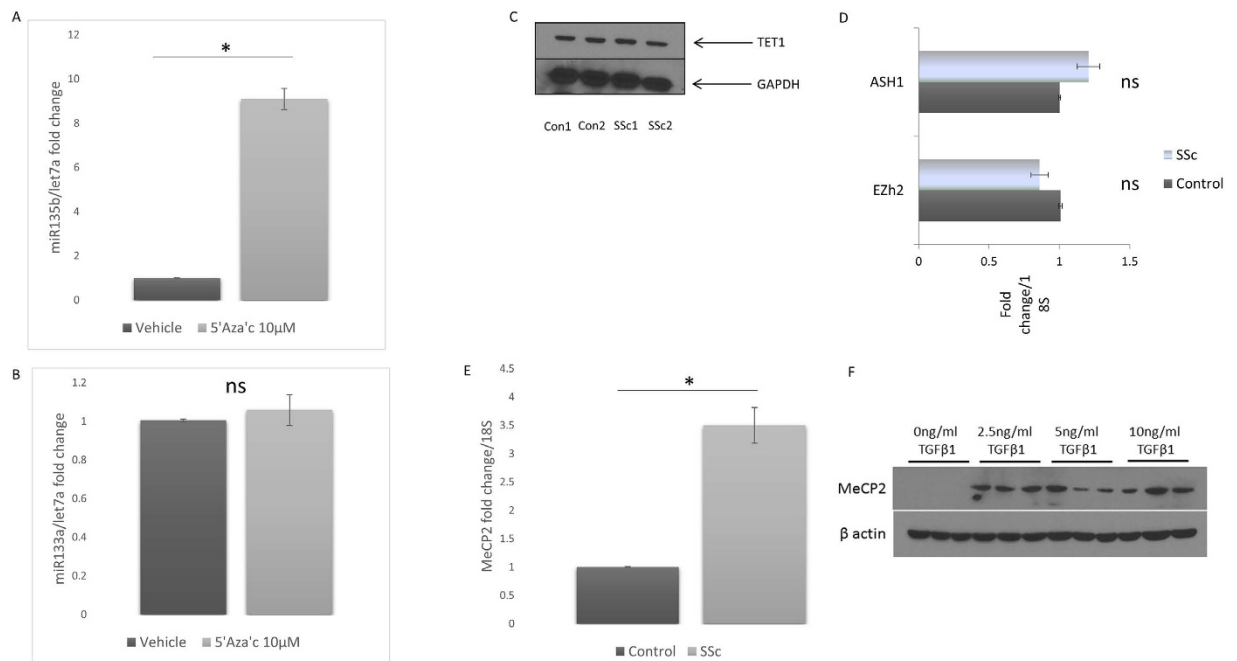 A
12
10
8
6
4
2
0
miR135b/let7a fold change
*
Vehicle 5'Aza'c 10μM
B
1.2
1
0.8
0.6
0.4
0.2
0
miR133a/let7a fold change
ns
Vehicle 5'Aza'c 10μM
C
TET1
GAPDH
Con1 Con2 SSc1 SSc2
D
ASH1
EZh2
ns
ns
SSc
Control
0 0.5 1 1.5
Fold
change/1
8S
E
4.5
4
3.5
3
2.5
2
1.5
1
0.5
0
MeCP2 fold change/18S
*
Control SSc
F
0ng/ml 2.5ng/ml 5ng/ml 10ng/ml
TGFβ1 TGFβ1 TGFβ1 TGFβ1
MeCP2
β actin